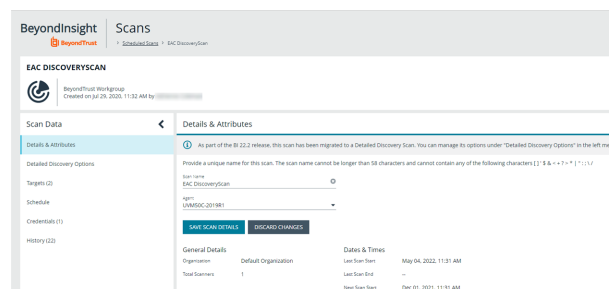 BeyondInsight
BeyondTrust
Scans
Scheduled Scans > EAC DiscoveryScan
EAC DISCOVERYSCAN
BeyondTrust Workgroup
Created on Jul 29, 2020, 11:32 AM by
Scan Data
Details & Attributes
Detailed Discovery Options
Targets (2)
Schedule
Credentials (1)
History (22)
Details & Attributes
As part of the BI 22.2 release, this scan has been migrated to a Detailed Discovery Scan. You can manage its options under "Detailed Discovery Options" in the left me
Provide a unique name for this scan. The scan name cannot be longer than 58 characters and cannot contain any of the following characters
Scan Name
EAC DiscoveryScan
Agent
UVM50C-2019R1
SAVE SCAN DETAILS
DISCARD CHANGES
General Details
Organization Default Organization
Total Scanners 1
Dates & Times
Last Scan Start May 04, 2022, 11:31 AM
Last Scan End --
Next Scan Start Dec 01, 2021, 11:31 AM